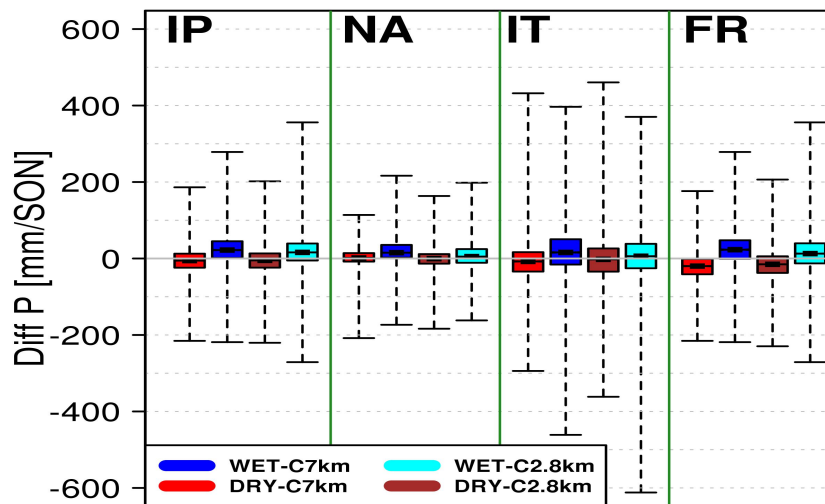 IP NA IT FR
600
400
200
0
-200
-400
-600
Diff P [mm/SON]
WET-C7km WET-C2.8km
DRY-C7km DRY-C2.8km